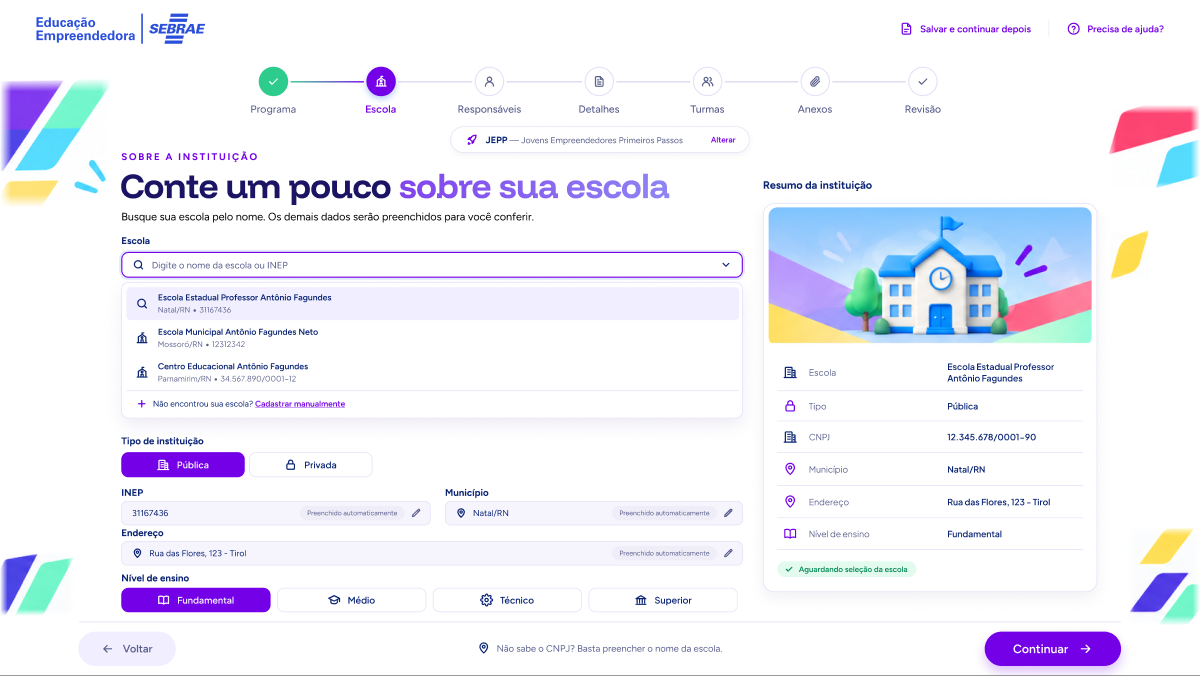 Educação
Empreendedora
SEBRAE
Salvar e continuar depois
Precisa de ajuda?
Programa
Escola
Responsáveis
Detalhes
Turmas
Anexos
Revisão
JEPP — Jovens Empreendedores Primeiros Passos
Alterar
SOBRE A INSTITUIÇÃO
Conte um pouco sobre sua escola
Busque sua escola pelo nome. Os demais dados serão preenchidos para você conferir.
Escola
Digite o nome da escola ou INEP
Escola Estadual Professor Antônio Fagundes
Natal/RN • 31167436
Escola Municipal Antônio Fagundes Neto
Mossoró/RN • 12312342
Centro Educacional Antônio Fagundes
Parnamirim/RN • 34.567.890/0001-12
Não encontrou sua escola? Cadastrar manualmente
Tipo de instituição
Pública
Privada
INEP
31167436
Preenchido automaticamente
Município
Natal/RN
Preenchido automaticamente
Endereço
Rua das Flores, 123 - Tirol
Preenchido automaticamente
Nível de ensino
Fundamental
Médio
Técnico
Superior
Resumo da instituição
Escola
Escola Estadual Professor
Antônio Fagundes
Tipo
Pública
CNPJ
12.345.678/0001-90
Município
Natal/RN
Endereço
Rua das Flores, 123 - Tirol
Nível de ensino
Fundamental
Aguardando seleção da escola
Voltar
Não sabe o CNPJ? Basta preencher o nome da escola.
Continuar